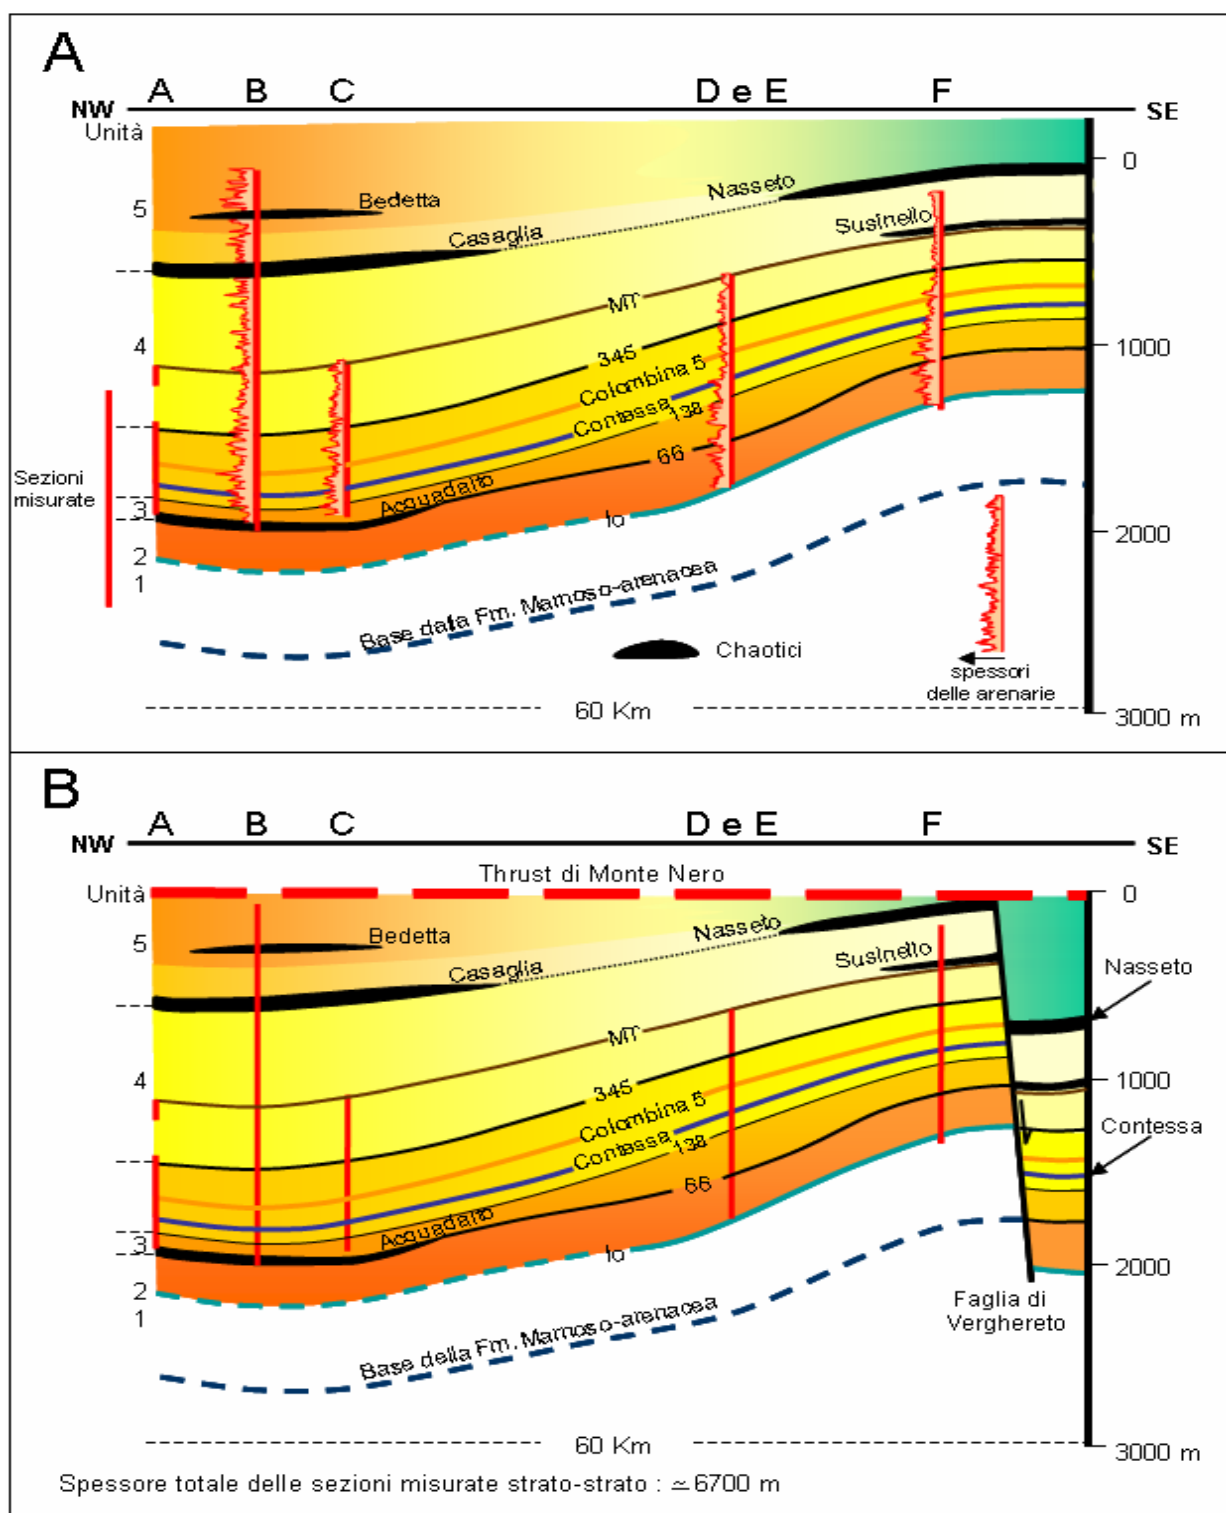 A
A B C D e E F
NW
SE
Unità
0
5
Bedetta
Nasseto
Casaglia
Susinello
MT
4
345
1000
Colombina 5
Contessa
138
66
Sezioni
misurate
Acquadalto
3
Io
2
2000
1
Base dalla Fm. Marnoso-arenacea
Chaotici
spessori
delle arenarie
60 Km
3000 m
B
A B C D e E F
NW
SE
Thrust di Monte Nero
Unità
0
5
Bedetta
Nasseto
Casaglia
Susinello
Nasseto
MT
4
345
1000
Colombina 5
Contessa
Contessa
138
66
Acquadalto
3
Io
2
2000
1
Faglia di
Verghereto
Base della Fm. Marnoso-arenacea
60 Km
3000 m
Spessore totale delle sezioni misurate strato-strato : ≃ 6700 m